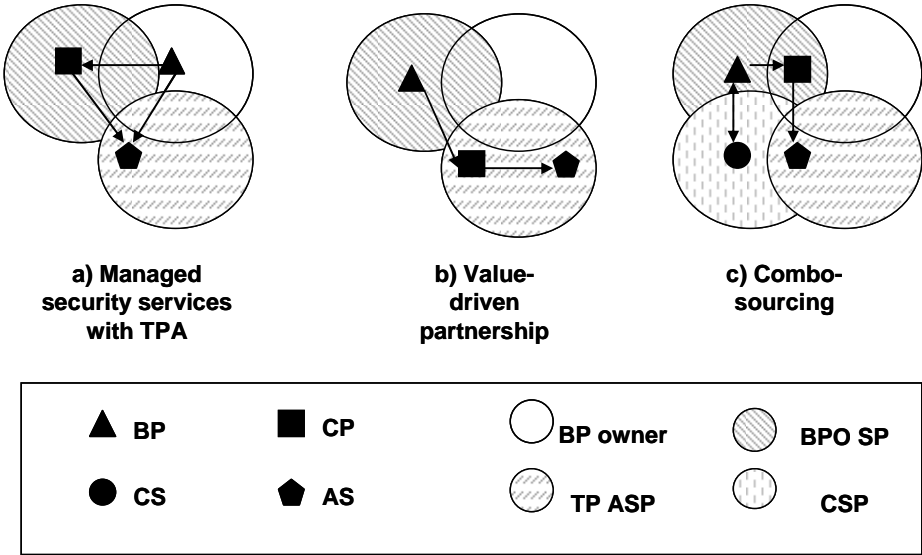 a) Managed
security services
with TPA
b) Value-
driven
partnership
c) Combo-
sourcing
BP
CP
BP owner
BPO SP
CS
AS
TP ASP
CSP